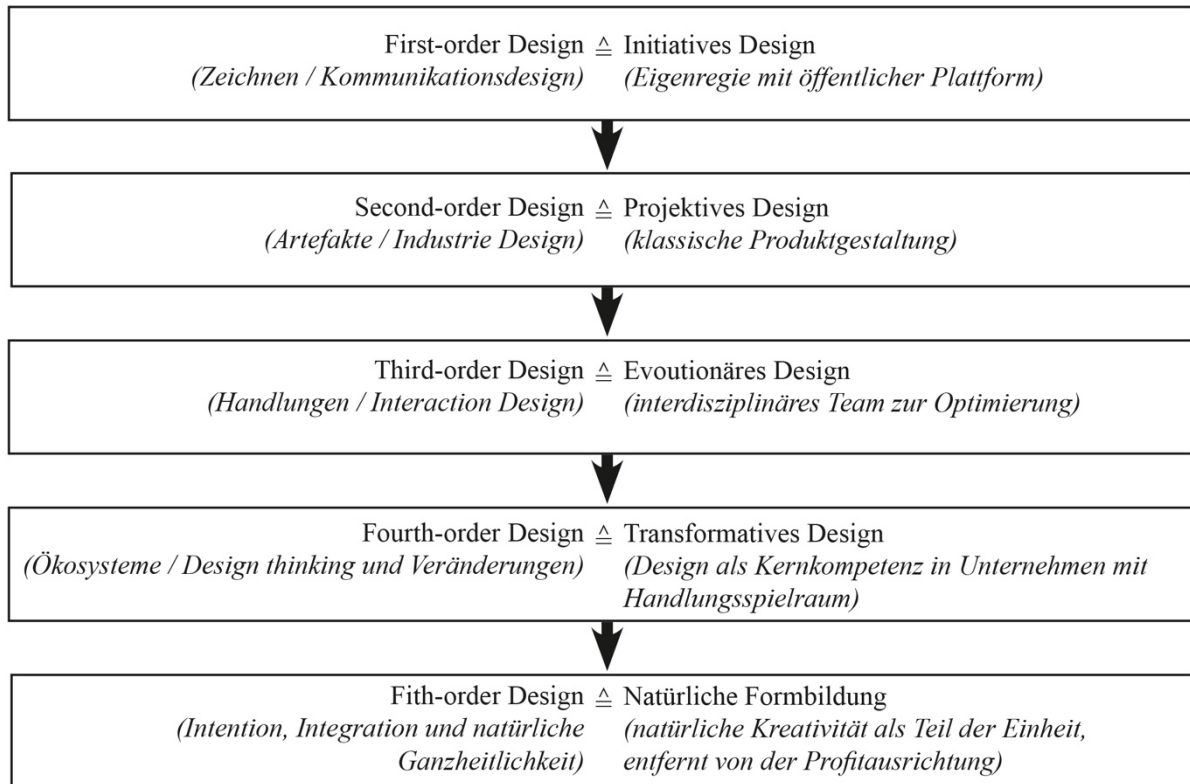 First-order Design ≙ Initiatives Design
(Zeichnen / Kommunikationsdesign) (Eigenregie mit öffentlicher Plattform)
Second-order Design ≙ Projektives Design
(Artefakte / Industrie Design) (klassische Produktgestaltung)
Third-order Design ≙ Evoutionäres Design
(Handlungen / Interaction Design) (interdisziplinäres Team zur Optimierung)
Fourth-order Design ≙ Transformatives Design
(Ökosysteme / Design thinking und Veränderungen) (Design als Kernkompetenz in Unternehmen mit
Handlungsspielraum)
Fith-order Design ≙ Natürliche Formbildung
(Intention, Integration und natürliche (natürliche Kreativität als Teil der Einheit,
Ganzheitlichkeit) entfernt von der Profitausrichtung)